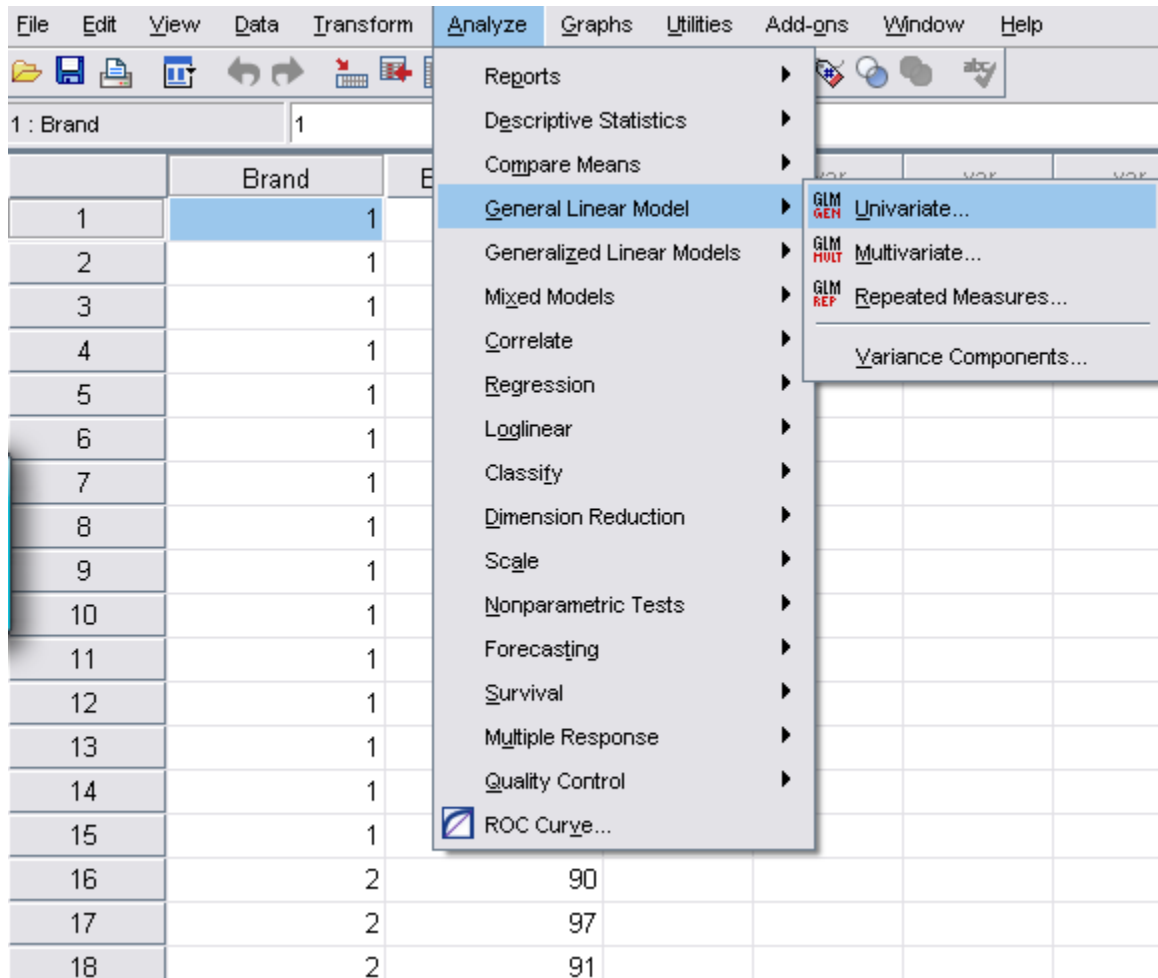 File Edit View Data Transform Analyze Graphs Utilities Add-ons Window Help
1 : Brand 1
Brand
var var var
1 1
2 1
3 1
4 1
5 1
6 1
7 1
8 1
9 1
10 1
11 1
12 1
13 1
14 1
15 1
16 2 90
17 2 97
18 2 91
Reports
Descriptive Statistics
Compare Means
General Linear Model
Generalized Linear Models
Mixed Models
Correlate
Regression
Loglinear
Classify
Dimension Reduction
Scale
Nonparametric Tests
Forecasting
Survival
Multiple Response
Quality Control
ROC Curve...
GLM GEN Univariate...
GLM MULT Multivariate...
GLM REP Repeated Measures...
Variance Components...